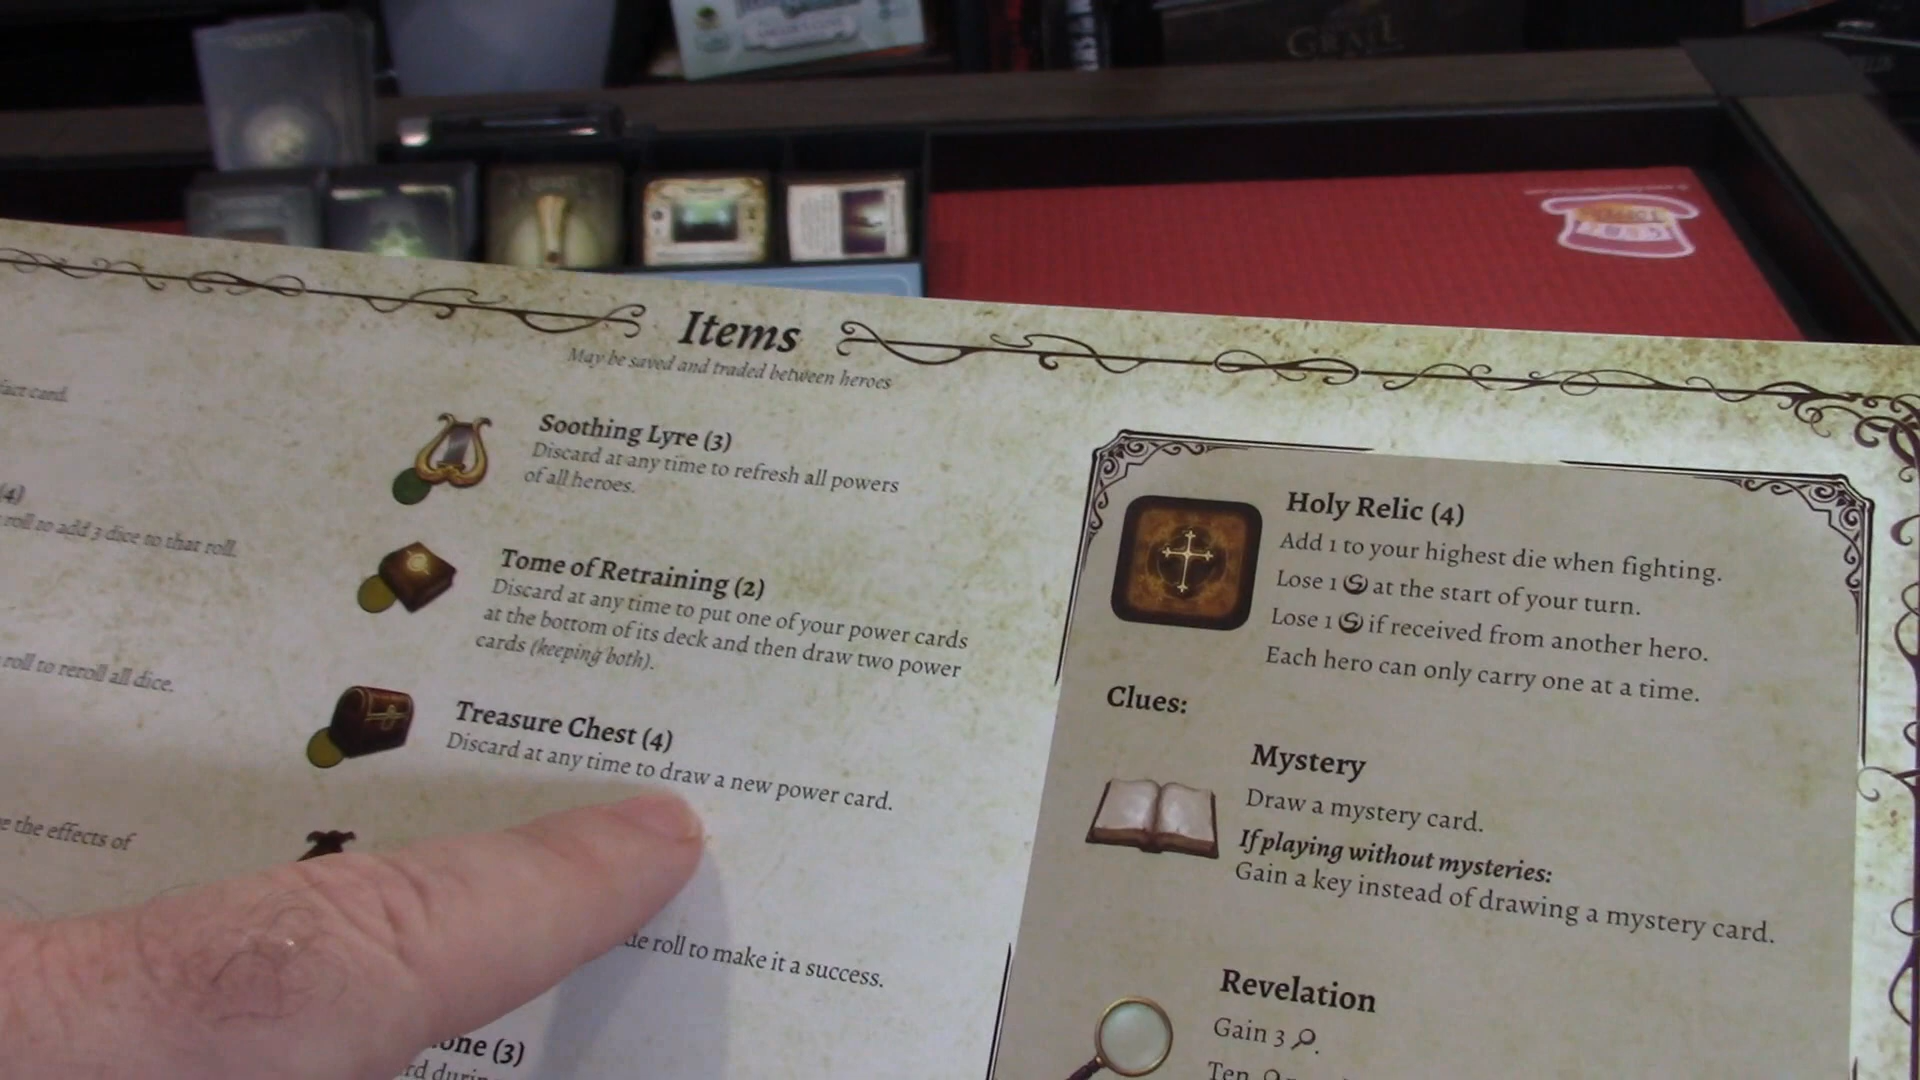 GRAIL
Items
May be saved and traded between heroes
fact card.
(4)
roll to add 3 dice to that roll.
roll to reroll all dice.
the effects of
Soothing Lyre (3)
Discard at any time to refresh all powers
of all heroes.
Tome of Retraining (2)
Discard at any time to put one of your power cards
at the bottom of its deck and then draw two power
cards (keeping both).
Treasure Chest (4)
Discard at any time to draw a new power card.
roll to make it a success.
one (3)
Holy Relic (4)
Add 1 to your highest die when fighting.
Lose 1 at the start of your turn.
Lose 1 if received from another hero.
Each hero can only carry one at a time.
Clues:
Mystery
Draw a mystery card.
If playing without mysteries:
Gain a key instead of drawing a mystery card.
Revelation
Gain 3 .
Ten